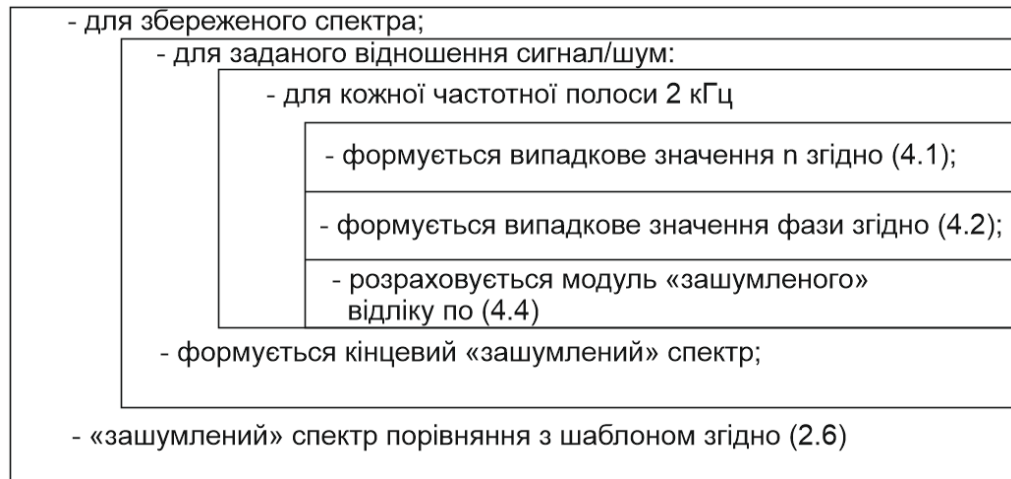 - для збереженого спектра;
- для заданого відношення сигнал/шум:
- для кожної частотної полоси 2 кГц
- формується випадкове значення n згідно (4.1);
- формується випадкове значення фази згідно (4.2);
- розраховується модуль «зашумленого»
відліку по (4.4)
- формується кінцевий «зашумлений» спектр;
- «зашумлений» спектр порівняння з шаблоном згідно (2.6)